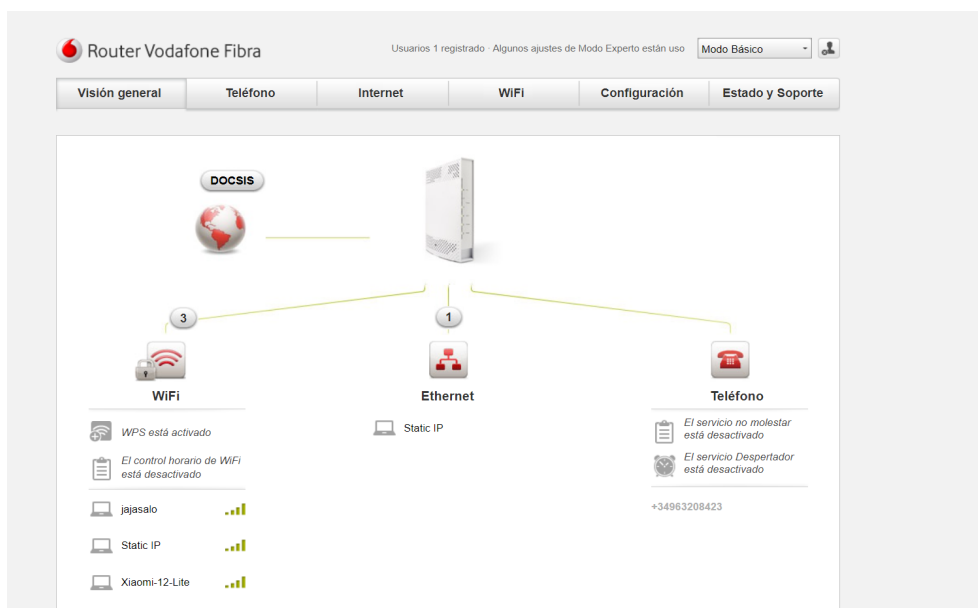 Router Vodafone Fibra
Usuarios 1 registrado · Algunos ajustes de Modo Experto están uso
Modo Básico
Visión general
Teléfono
Internet
WiFi
Configuración
Estado y Soporte
DOCSIS
3
1
WiFi
Ethernet
Teléfono
WPS está activado
El control horario de WiFi
está desactivado
jajasalo
Static IP
Xiaomi-12-Lite
Static IP
El servicio no molestar
está desactivado
El servicio Despertador
está desactivado
+34963208423